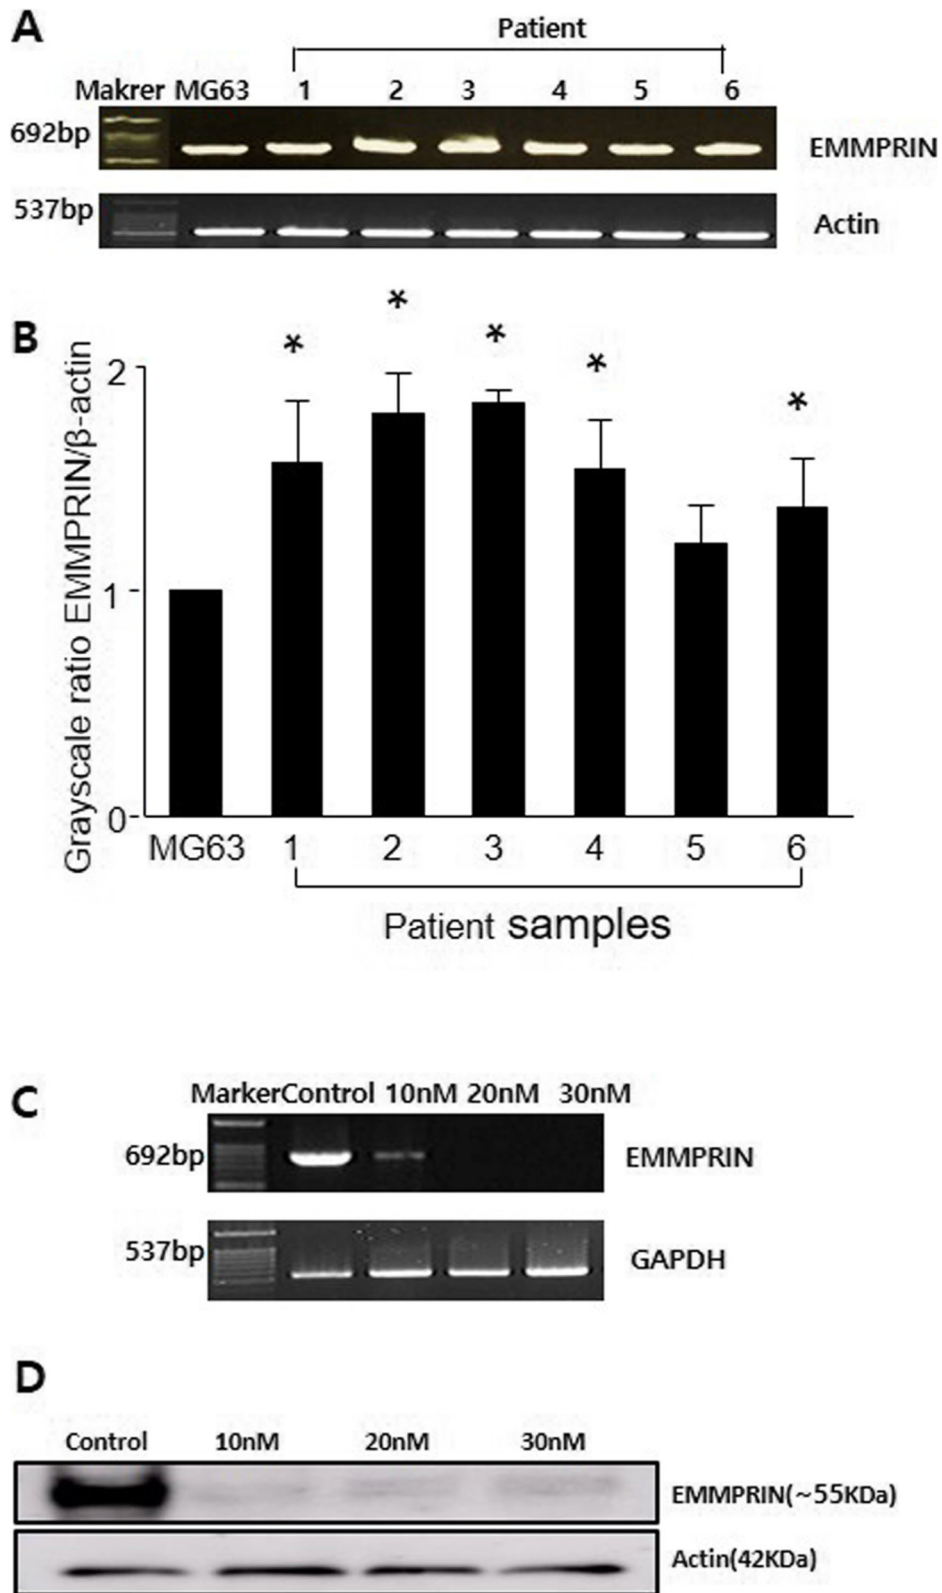 A
Patient
Makrer MG63 1 2 3 4 5 6
692bp EMMPRIN
537bp Actin
B
* * * * *
Grayscale ratio EMMPRIN/β-actin
2
1
0
MG63 1 2 3 4 5 6
Patient samples
C
MarkerControl 10nM 20nM 30nM
692bp EMMPRIN
537bp GAPDH
D
Control 10nM 20nM 30nM
EMMPRIN(~55KDa)
Actin(42KDa)